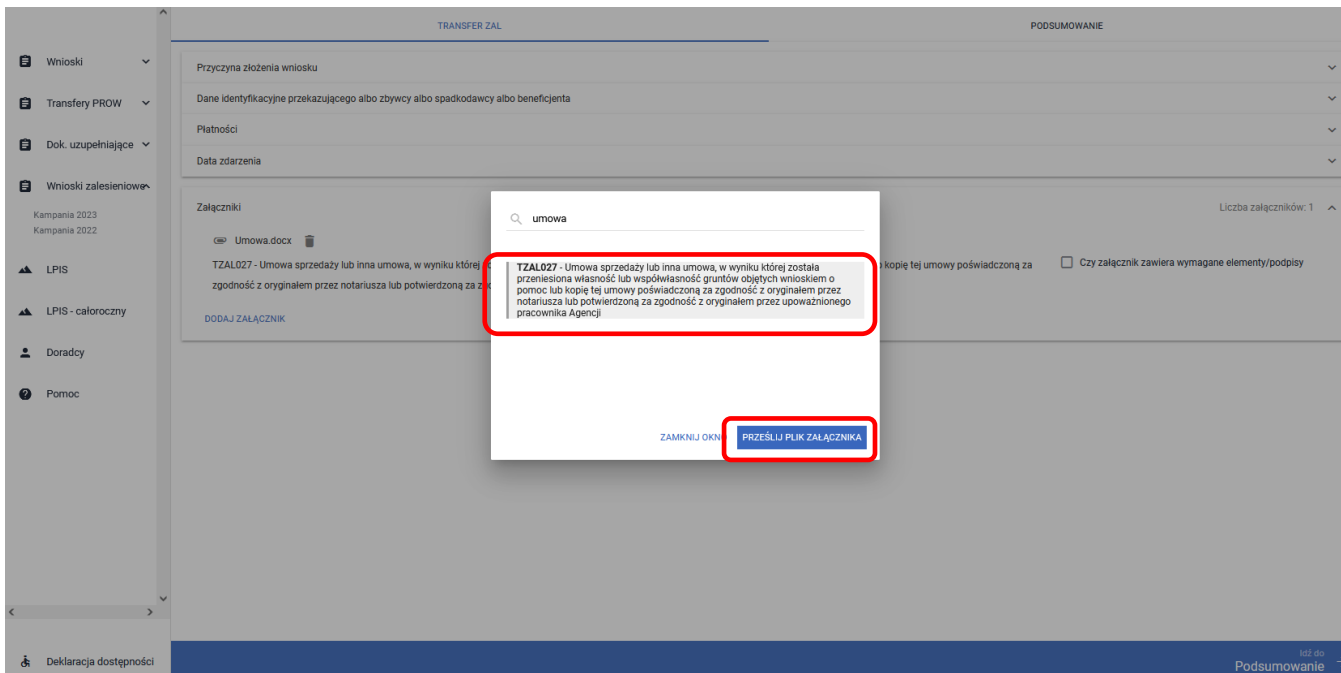 TRANSFER ZAL
PODSUMOWANIE
Wnioski
Transfery PROW
Dok. uzupełniające
Wnioski zalesieniowe
Kampania 2023
Kampania 2022
LPIS
LPIS - całoroczny
Doradcy
Pomoc
Deklaracja dostępności
Przyczyna złożenia wniosku
Dane identyfikacyjne przekazującego albo zbywcy albo spadkodawcy albo beneficjenta
Płatności
Data zdarzenia
Załączniki
Liczba załączników: 1
Umowa.docx
TZAL027 - Umowa sprzedaży lub inna umowa, w wyniku której
kopię tej umowy poświadczoną za
Czy załącznik zawiera wymagane elementy/podpisy
zgodność z oryginałem przez notariusza lub potwierdzoną za
DODAJ ZAŁĄCZNIK
umowa
TZAL027 - Umowa sprzedaży lub inna umowa, w wyniku której została
przeniesiona własność lub współwłasność gruntów objętych wnioskiem o
pomoc lub kopię tej umowy poświadczoną za zgodność z oryginałem przez
notariusza lub potwierdzoną za zgodność z oryginałem przez upoważnionego
pracownika Agencji
ZAMKNIJ OKNO
PRZEŚLIJ PLIK ZAŁĄCZNIKA
Idź do
Podsumowanie